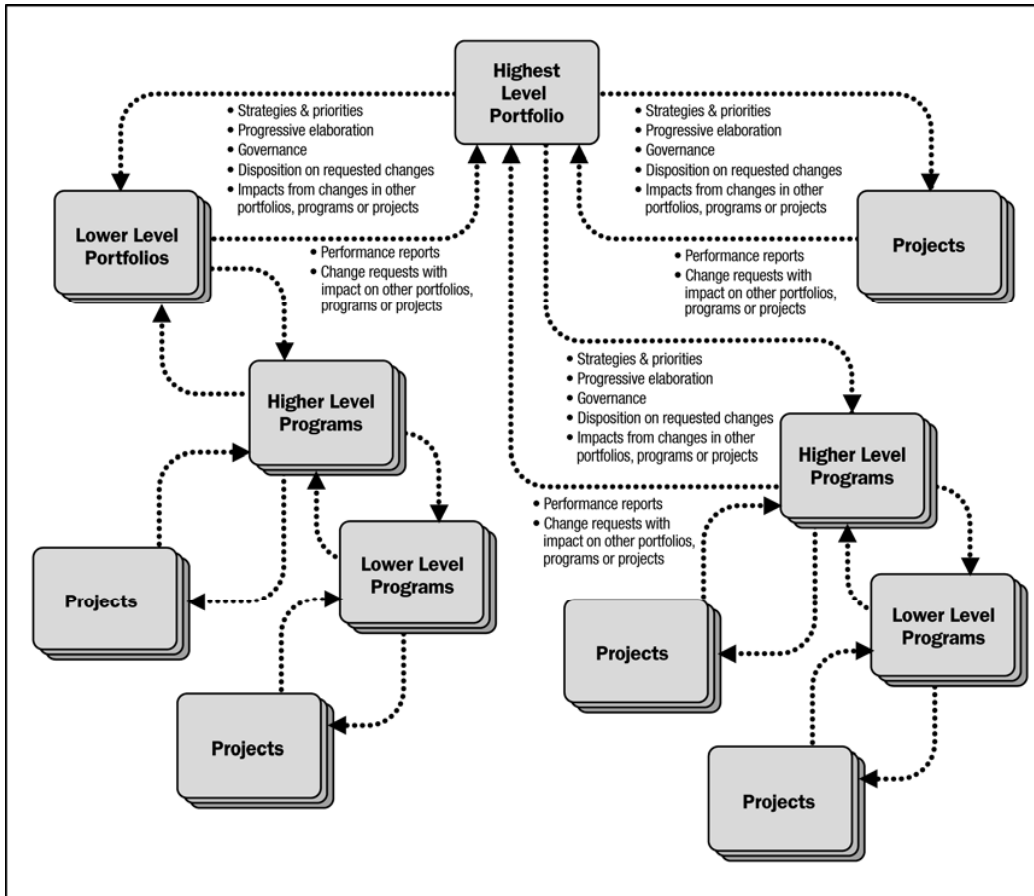 Highest
Level
Portfolio
• Strategies & priorities
• Progressive elaboration
• Governance
• Disposition on requested changes
• Impacts from changes in other
portfolios, programs or projects
• Strategies & priorities
• Progressive elaboration
• Governance
• Disposition on requested changes
• Impacts from changes in other
portfolios, programs or projects
Lower Level
Portfolios
Projects
• Performance reports
• Change requests with
impact on other portfolios,
programs or projects
• Performance reports
• Change requests with
impact on other portfolios,
programs or projects
• Strategies & priorities
• Progressive elaboration
• Governance
• Disposition on requested changes
• Impacts from changes in other
portfolios, programs or projects
Higher Level
Programs
Higher Level
Programs
• Performance reports
• Change requests with
impact on other portfolios,
programs or projects
Lower Level
Programs
Projects
Lower Level
Programs
Projects
Projects
Projects